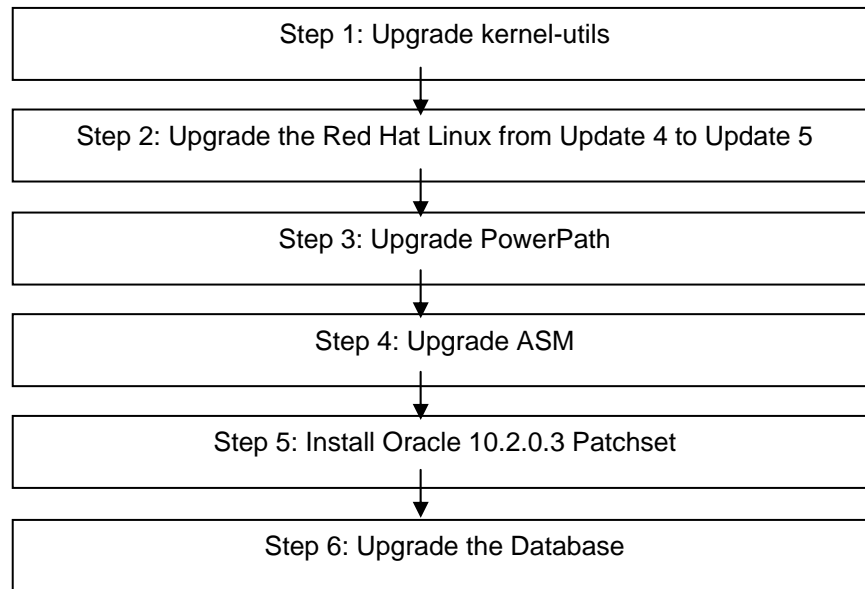 Step 1: Upgrade kernel-utils
Step 2: Upgrade the Red Hat Linux from Update 4 to Update 5
Step 3: Upgrade PowerPath
Step 4: Upgrade ASM
Step 5: Install Oracle 10.2.0.3 Patchset
Step 6: Upgrade the Database